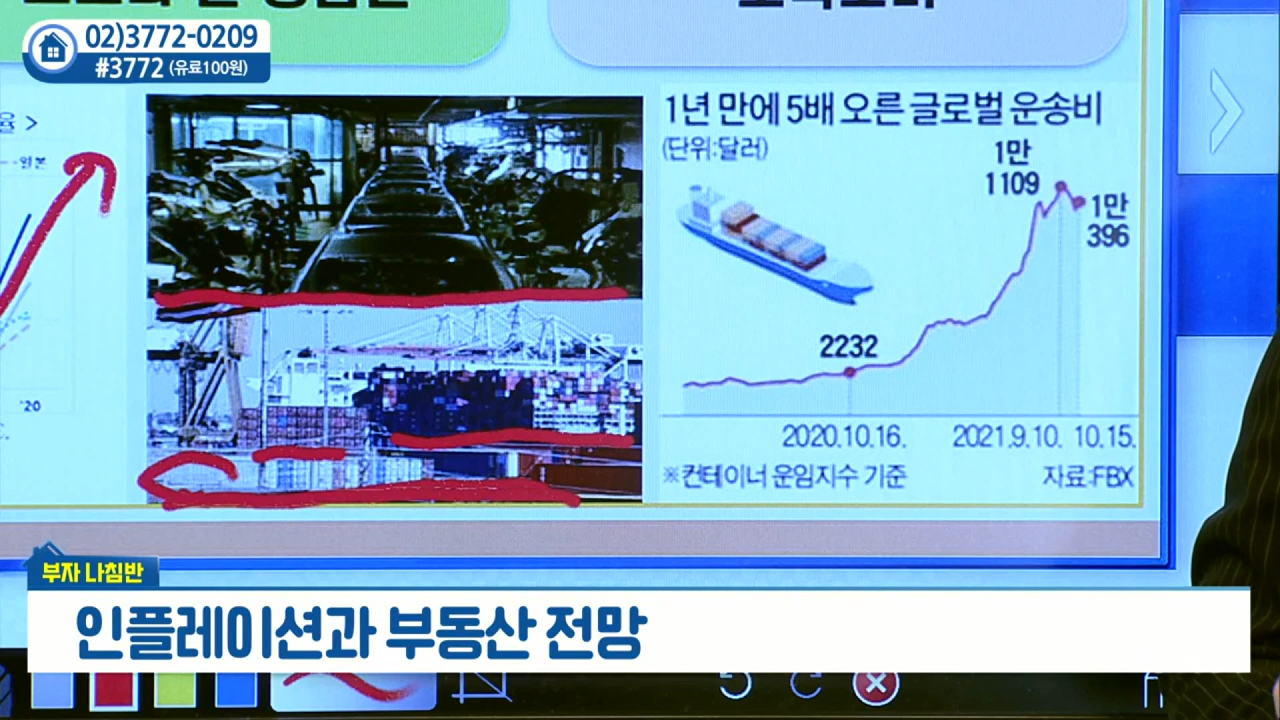 02)3772-0209
#3772 (유료100원)
1년 만에 5배 오른 글로벌 운송비
(단위:달러)
1만
1109
1만
396
2232
일본
'20
2020.10.16.
2021.9.10.
10.15.
※컨테이너 운임지수 기준
자료:FBX
부자 나침반
인플레이션과 부동산 전망